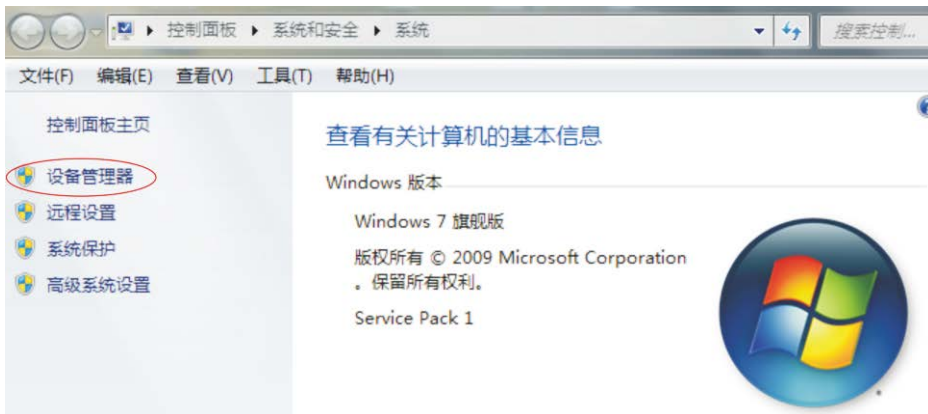 控制面板 ▸ 系统和安全 ▸ 系统
搜索控制...
文件(F) 编辑(E) 查看(V) 工具(T) 帮助(H)
控制面板主页
设备管理器
远程设置
系统保护
高级系统设置
查看有关计算机的基本信息
Windows 版本
Windows 7 旗舰版
版权所有 © 2009 Microsoft Corporation
。保留所有权利。
Service Pack 1